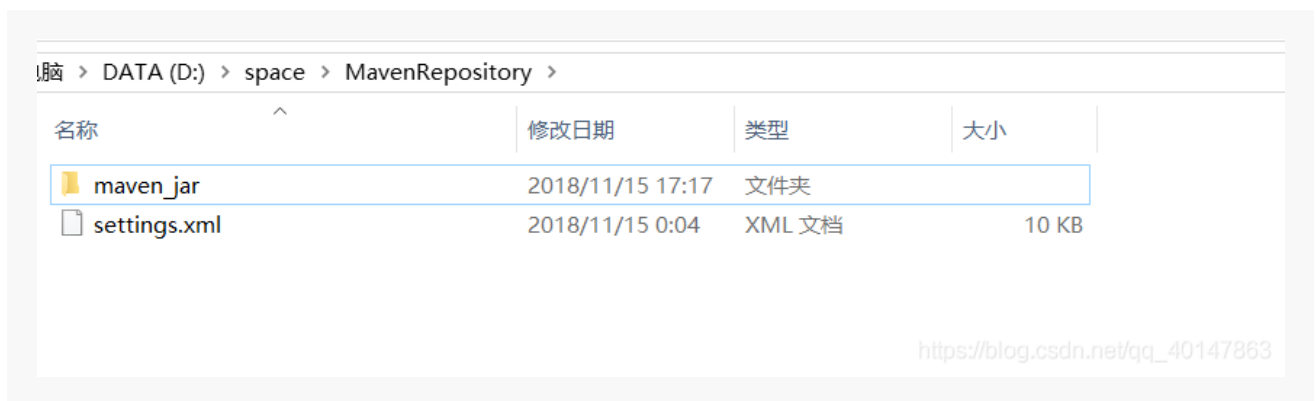 脑 > DATA (D:) > space > MavenRepository >
名称 修改日期 类型 大小
maven_jar 2018/11/15 17:17 文件夹
settings.xml 2018/11/15 0:04 XML 文档 10 KB
https://blog.csdn.net/qq_40147863